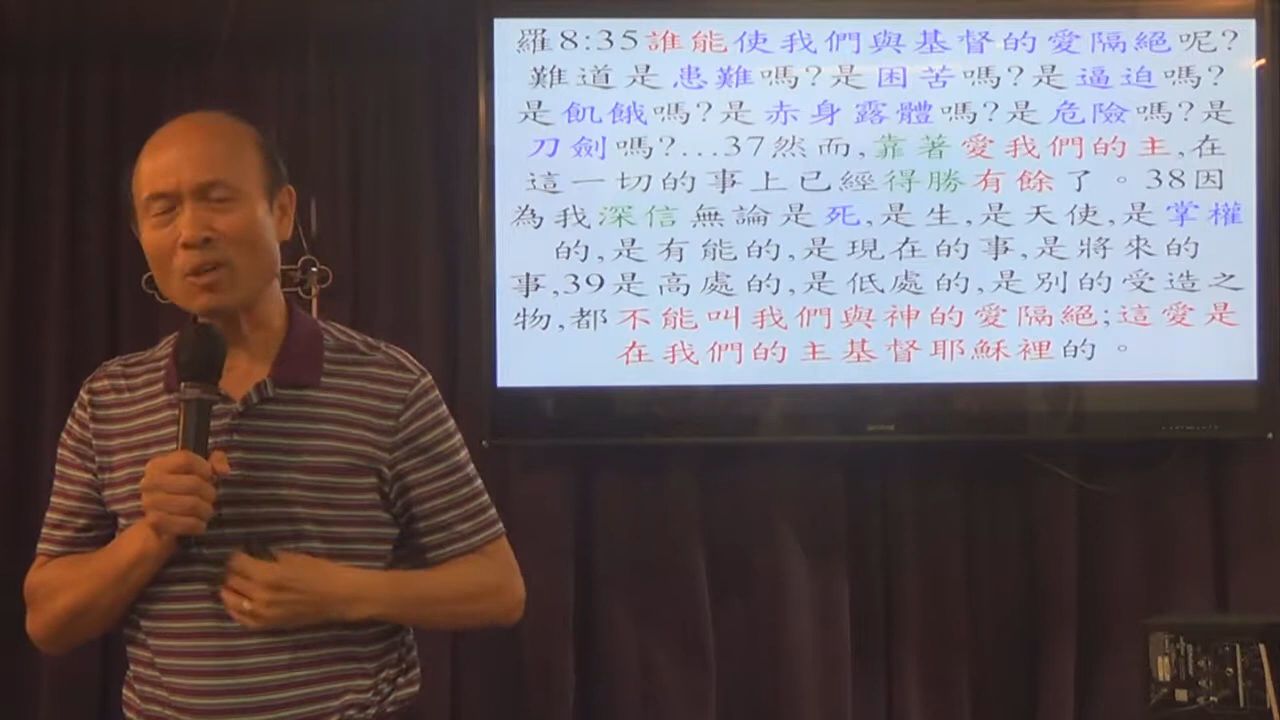 羅8:35誰能使我們與基督的愛隔絕呢?
難道是患難嗎?是困苦嗎?是逼迫嗎?
是飢餓嗎?是赤身露體嗎?是危險嗎?是
刀劍嗎?...37然而,靠著愛我們的主,在
這一切的事上已經得勝有餘了。38因
為我深信無論是死,是生,是天使,是掌權
的,是有能的,是現在的事,是將來的
事,39是高處的,是低處的,是別的受造之
物,都不能叫我們與神的愛隔絕;這愛是
在我們的主基督耶穌裡的。